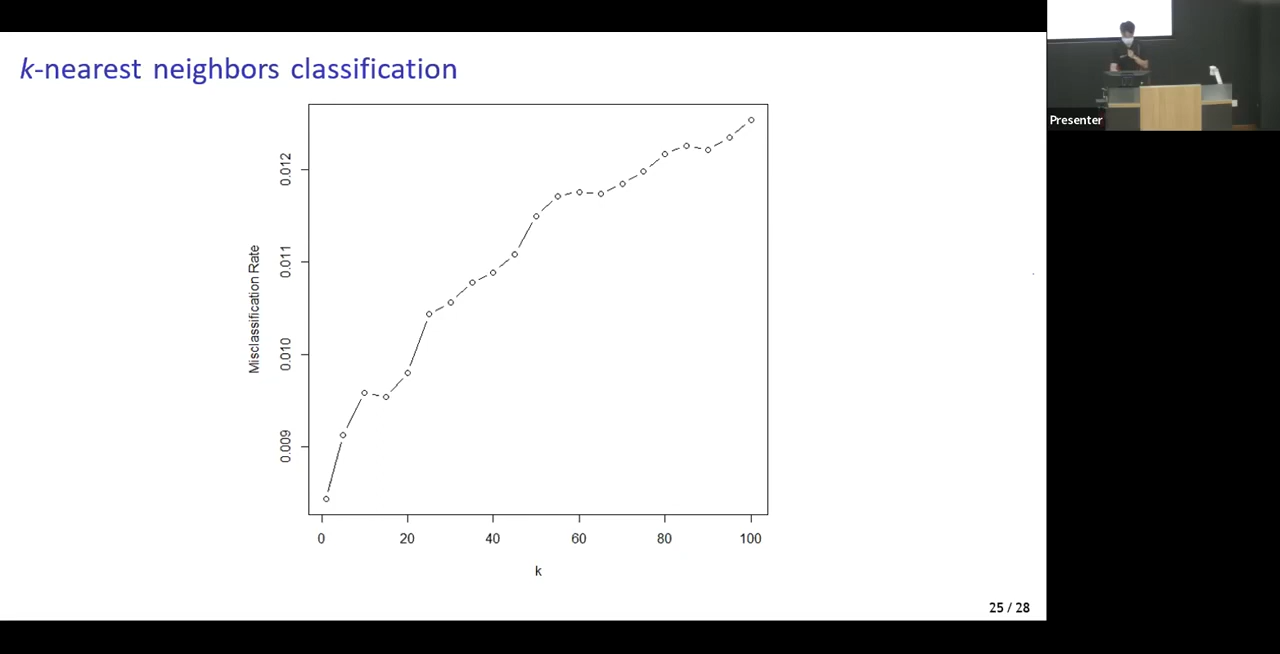 k-nearest neighbors classification
Presenter
Misclassification Rate
0.012
0.011
0.010
0.009
0 20 40 60 80 100
k
25 / 28